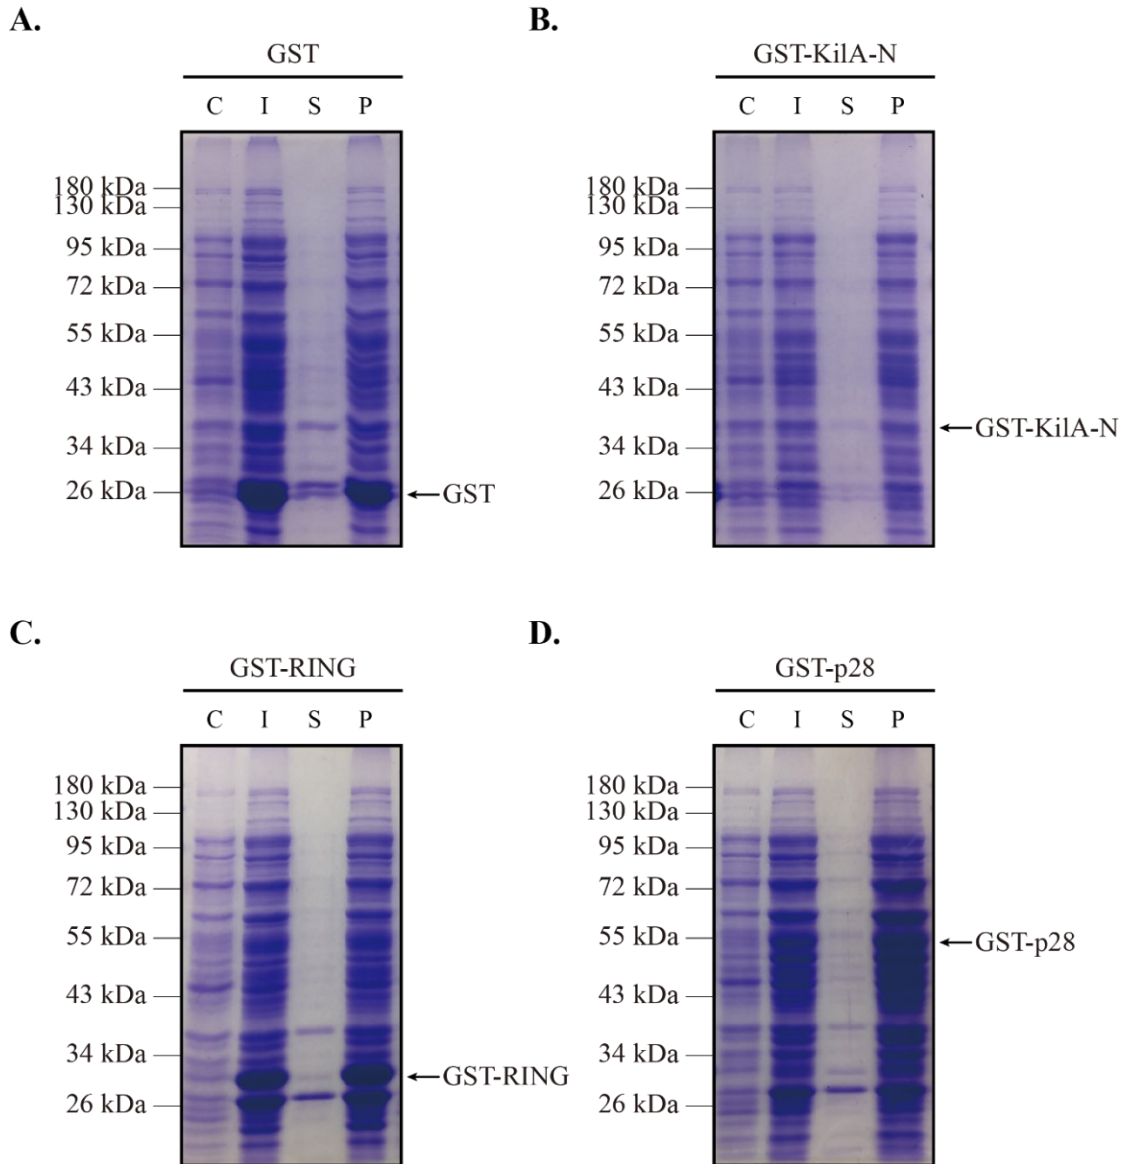 A.
GST
C I S P
180 kDa
130 kDa
95 kDa
72 kDa
55 kDa
43 kDa
34 kDa
26 kDa
GST
B.
GST-KilA-N
C I S P
180 kDa
130 kDa
95 kDa
72 kDa
55 kDa
43 kDa
34 kDa
26 kDa
GST-KilA-N
C.
GST-RING
C I S P
180 kDa
130 kDa
95 kDa
72 kDa
55 kDa
43 kDa
34 kDa
26 kDa
GST-RING
D.
GST-p28
C I S P
180 kDa
130 kDa
95 kDa
72 kDa
55 kDa
43 kDa
34 kDa
26 kDa
GST-p28